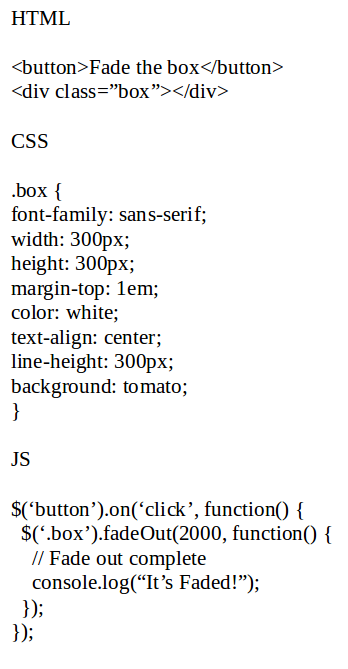 HTML
<button>Fade the box</button>
<div class=”box”></div>
CSS
.box {
font-family: sans-serif;
width: 300px;
height: 300px;
margin-top: 1em;
color: white;
text-align: center;
line-height: 300px;
background: tomato;
}
JS
$(‘button’).on(‘click’, function() {
  $(‘.box’).fadeOut(2000, function() {
    // Fade out complete
    console.log(“It’s Faded!”);
  });
});